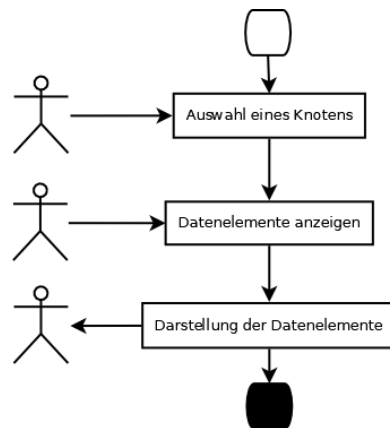 Auswahl eines Knotens
Datenelemente anzeigen
Darstellung der Datenelemente